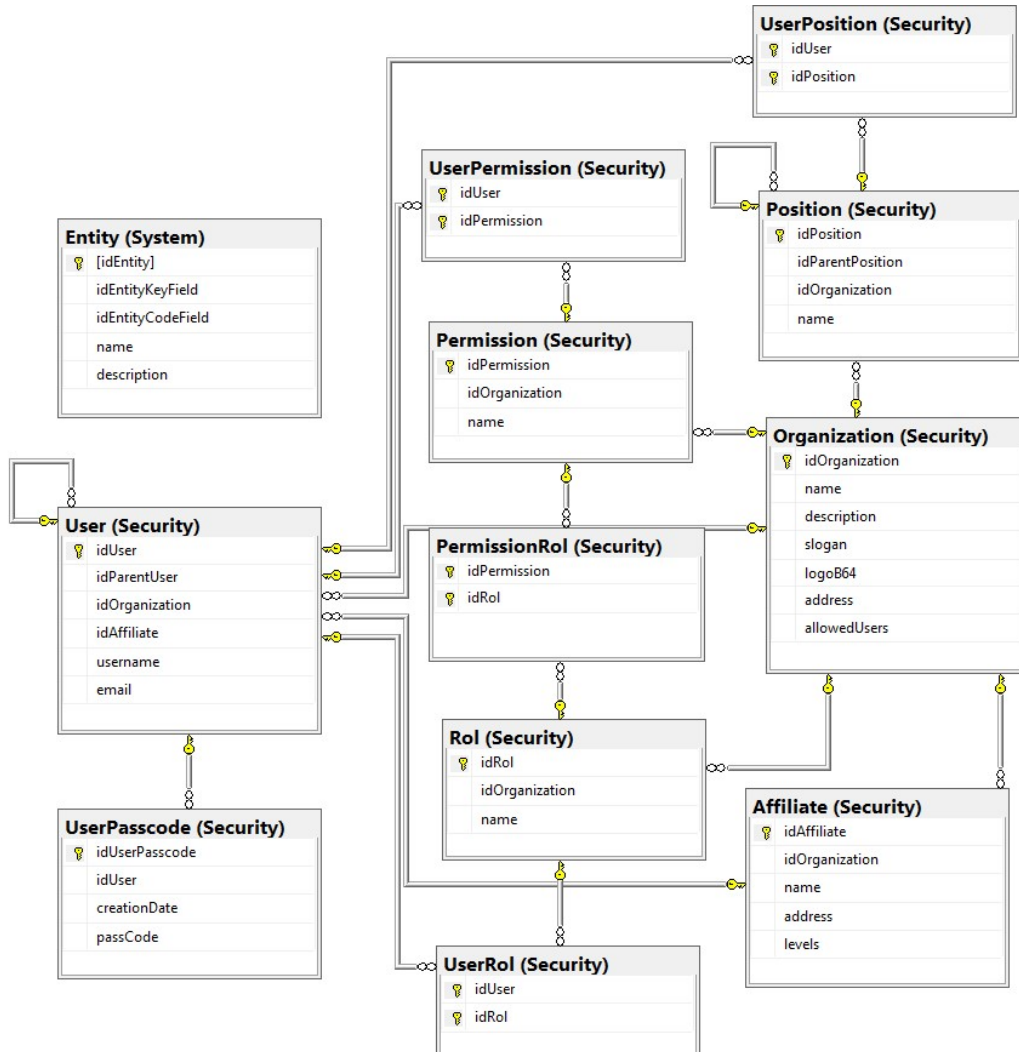 UserPosition (Security)
idUser
idPosition
UserPermission (Security)
idUser
idPermission
Position (Security)
idPosition
idParentPosition
idOrganization
name
Entity (System)
[idEntity]
idEntityKeyField
idEntityCodeField
name
description
Permission (Security)
idPermission
idOrganization
name
Organization (Security)
idOrganization
name
description
slogan
logoB64
address
allowedUsers
User (Security)
idUser
idParentUser
idOrganization
idAffiliate
username
email
PermissionRol (Security)
idPermission
idRol
Rol (Security)
idRol
idOrganization
name
Affiliate (Security)
idAffiliate
idOrganization
name
address
levels
UserPasscode (Security)
idUserPasscode
idUser
creationDate
passCode
UserRol (Security)
idUser
idRol